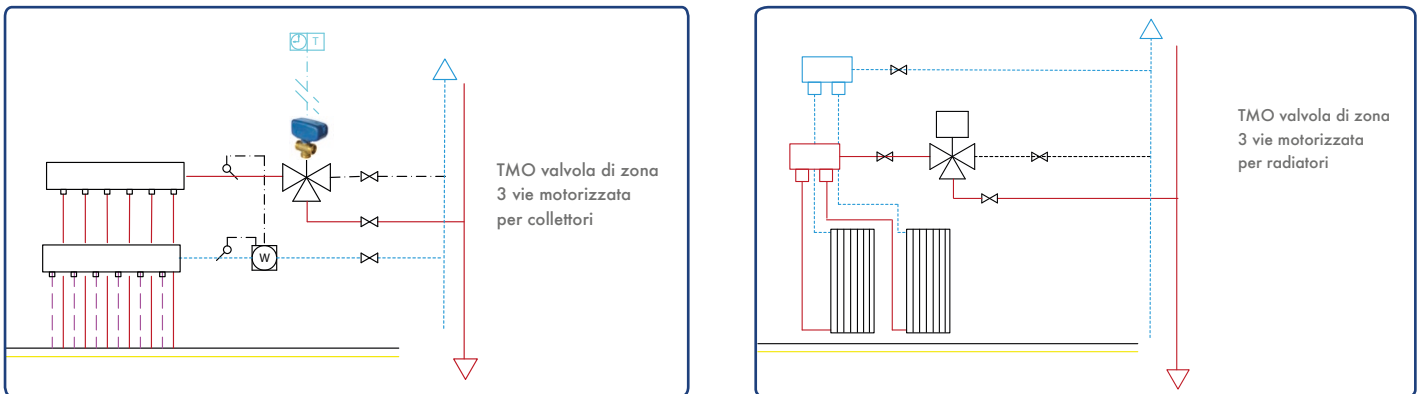 T
TMO valvola di zona
3 vie motorizzata
per collettori
W
TMO valvola di zona
3 vie motorizzata
per radiatori